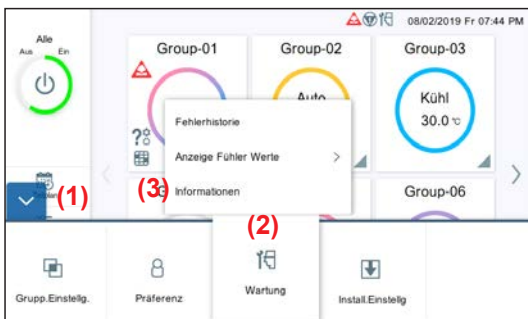 08/02/2019 Fr 07:44 PM
Alle
Aus Ein
Group-01
Group-02
Group-03
Auto
Kühl
30.0 °C
Fehlerhistorie
Anzeige Fühler Werte >
Informationen
(1)
(3)
Group-06
(2)
Grupp.Einstellg.
Präferenz
Wartung
Install.Einstellg